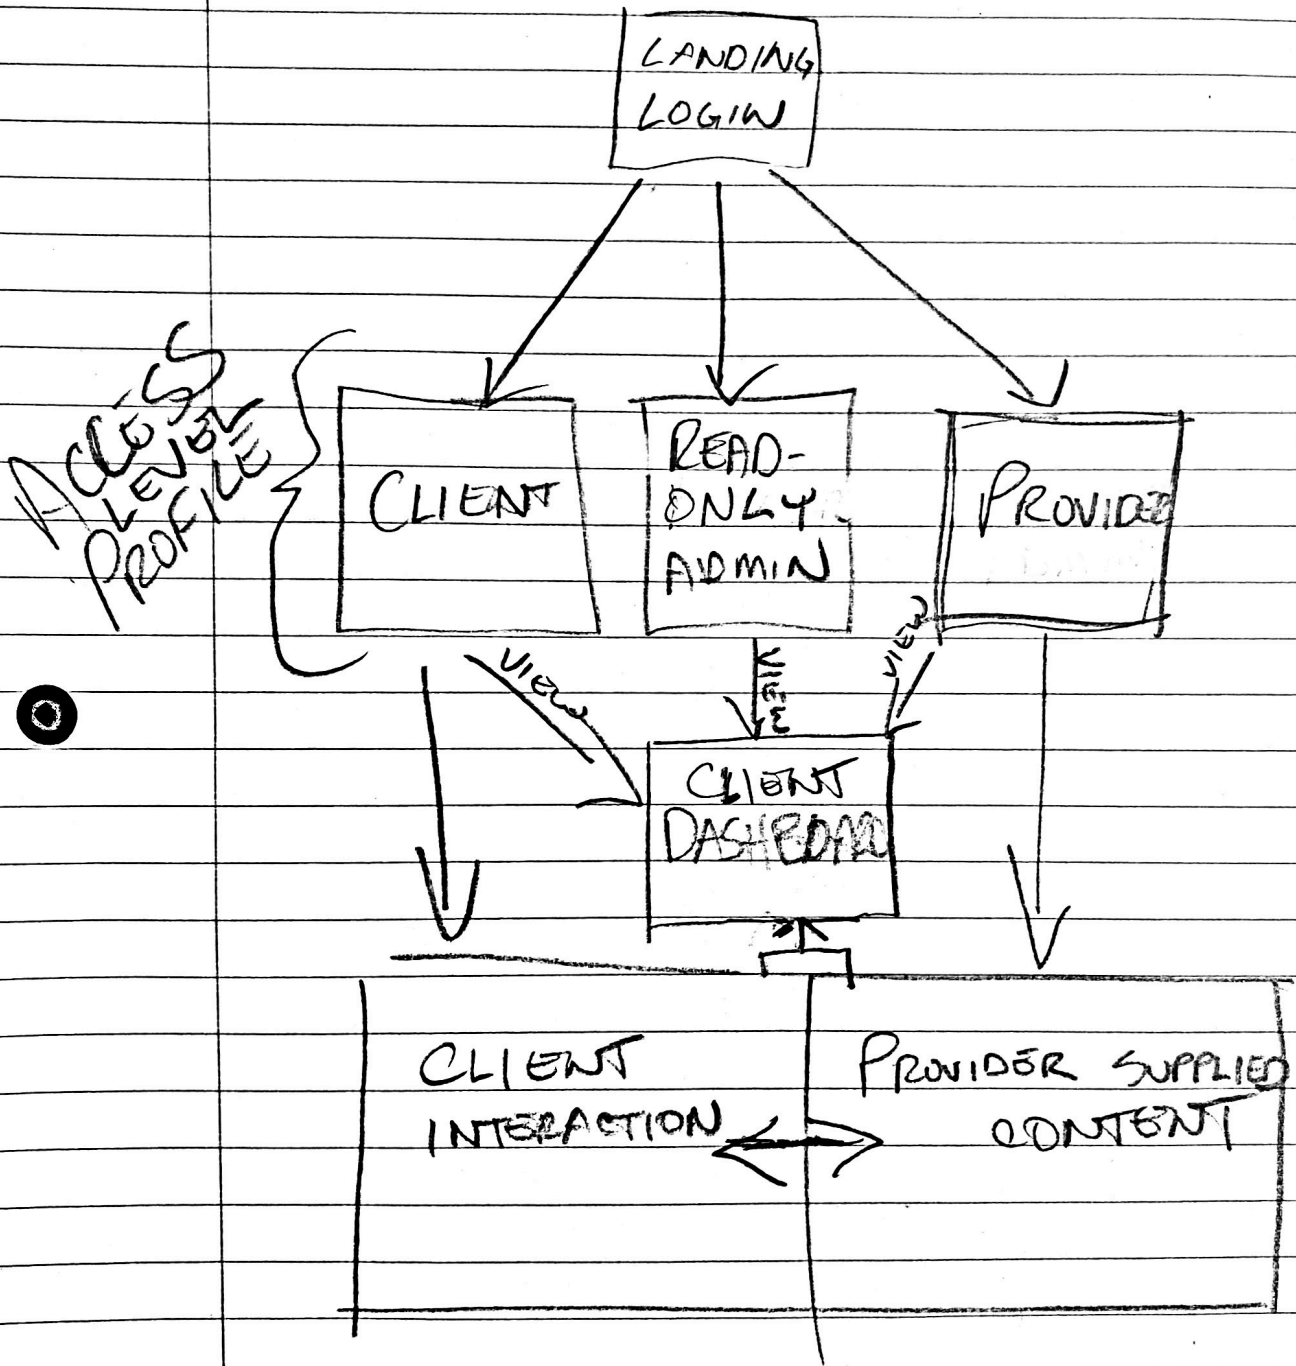 LANDING
LOGIN
ACCESS
LEVEL
PROFILE
CLIENT
READ-
ONLY
ADMIN
PROVIDER
VIEW
VIEW
VIEW
CLIENT
DASHBOARD
CLIENT
INTERACTION
PROVIDER SUPPLIED
CONTENT